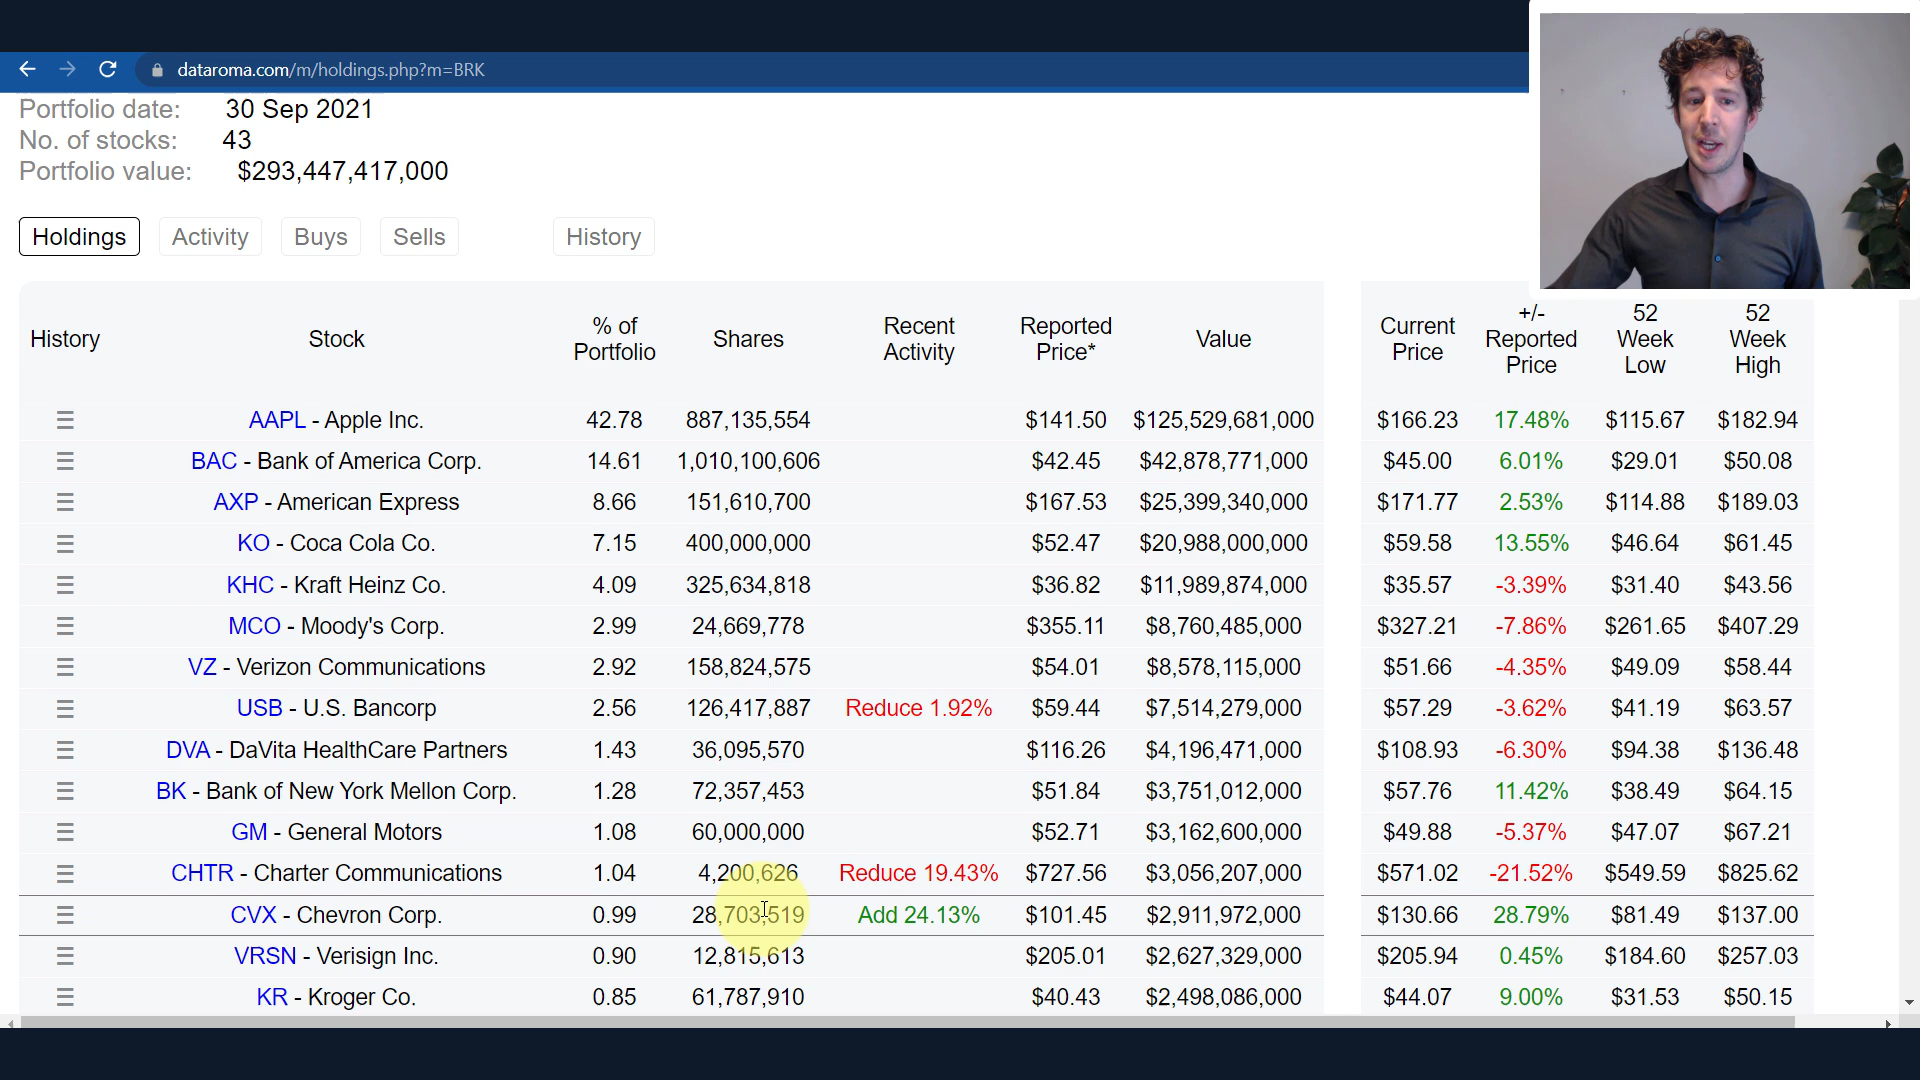 dataroma.com/m/holdings.php?m=BRK
Portfolio date: 30 Sep 2021
No. of stocks: 43
Portfolio value: $293,447,417,000
Holdings Activity Buys Sells History
History Stock % of Portfolio Shares Recent Activity Reported Price* Value Current Price +/- Reported Price 52 Week Low 52 Week High
AAPL - Apple Inc. 42.78 887,135,554 $141.50 $125,529,681,000 $166.23 17.48% $115.67 $182.94
BAC - Bank of America Corp. 14.61 1,010,100,606 $42.45 $42,878,771,000 $45.00 6.01% $29.01 $50.08
AXP - American Express 8.66 151,610,700 $167.53 $25,399,340,000 $171.77 2.53% $114.88 $189.03
KO - Coca Cola Co. 7.15 400,000,000 $52.47 $20,988,000,000 $59.58 13.55% $46.64 $61.45
KHC - Kraft Heinz Co. 4.09 325,634,818 $36.82 $11,989,874,000 $35.57 -3.39% $31.40 $43.56
MCO - Moody's Corp. 2.99 24,669,778 $355.11 $8,760,485,000 $327.21 -7.86% $261.65 $407.29
VZ - Verizon Communications 2.92 158,824,575 $54.01 $8,578,115,000 $51.66 -4.35% $49.09 $58.44
USB - U.S. Bancorp 2.56 126,417,887 Reduce 1.92% $59.44 $7,514,279,000 $57.29 -3.62% $41.19 $63.57
DVA - DaVita HealthCare Partners 1.43 36,095,570 $116.26 $4,196,471,000 $108.93 -6.30% $94.38 $136.48
BK - Bank of New York Mellon Corp. 1.28 72,357,453 $51.84 $3,751,012,000 $57.76 11.42% $38.49 $64.15
GM - General Motors 1.08 60,000,000 $52.71 $3,162,600,000 $49.88 -5.37% $47.07 $67.21
CHTR - Charter Communications 1.04 4,200,626 Reduce 19.43% $727.56 $3,056,207,000 $571.02 -21.52% $549.59 $825.62
CVX - Chevron Corp. 0.99 28,703,519 Add 24.13% $101.45 $2,911,972,000 $130.66 28.79% $81.49 $137.00
VRSN - Verisign Inc. 0.90 12,815,613 $205.01 $2,627,329,000 $205.94 0.45% $184.60 $257.03
KR - Kroger Co. 0.85 61,787,910 $40.43 $2,498,086,000 $44.07 9.00% $31.53 $50.15